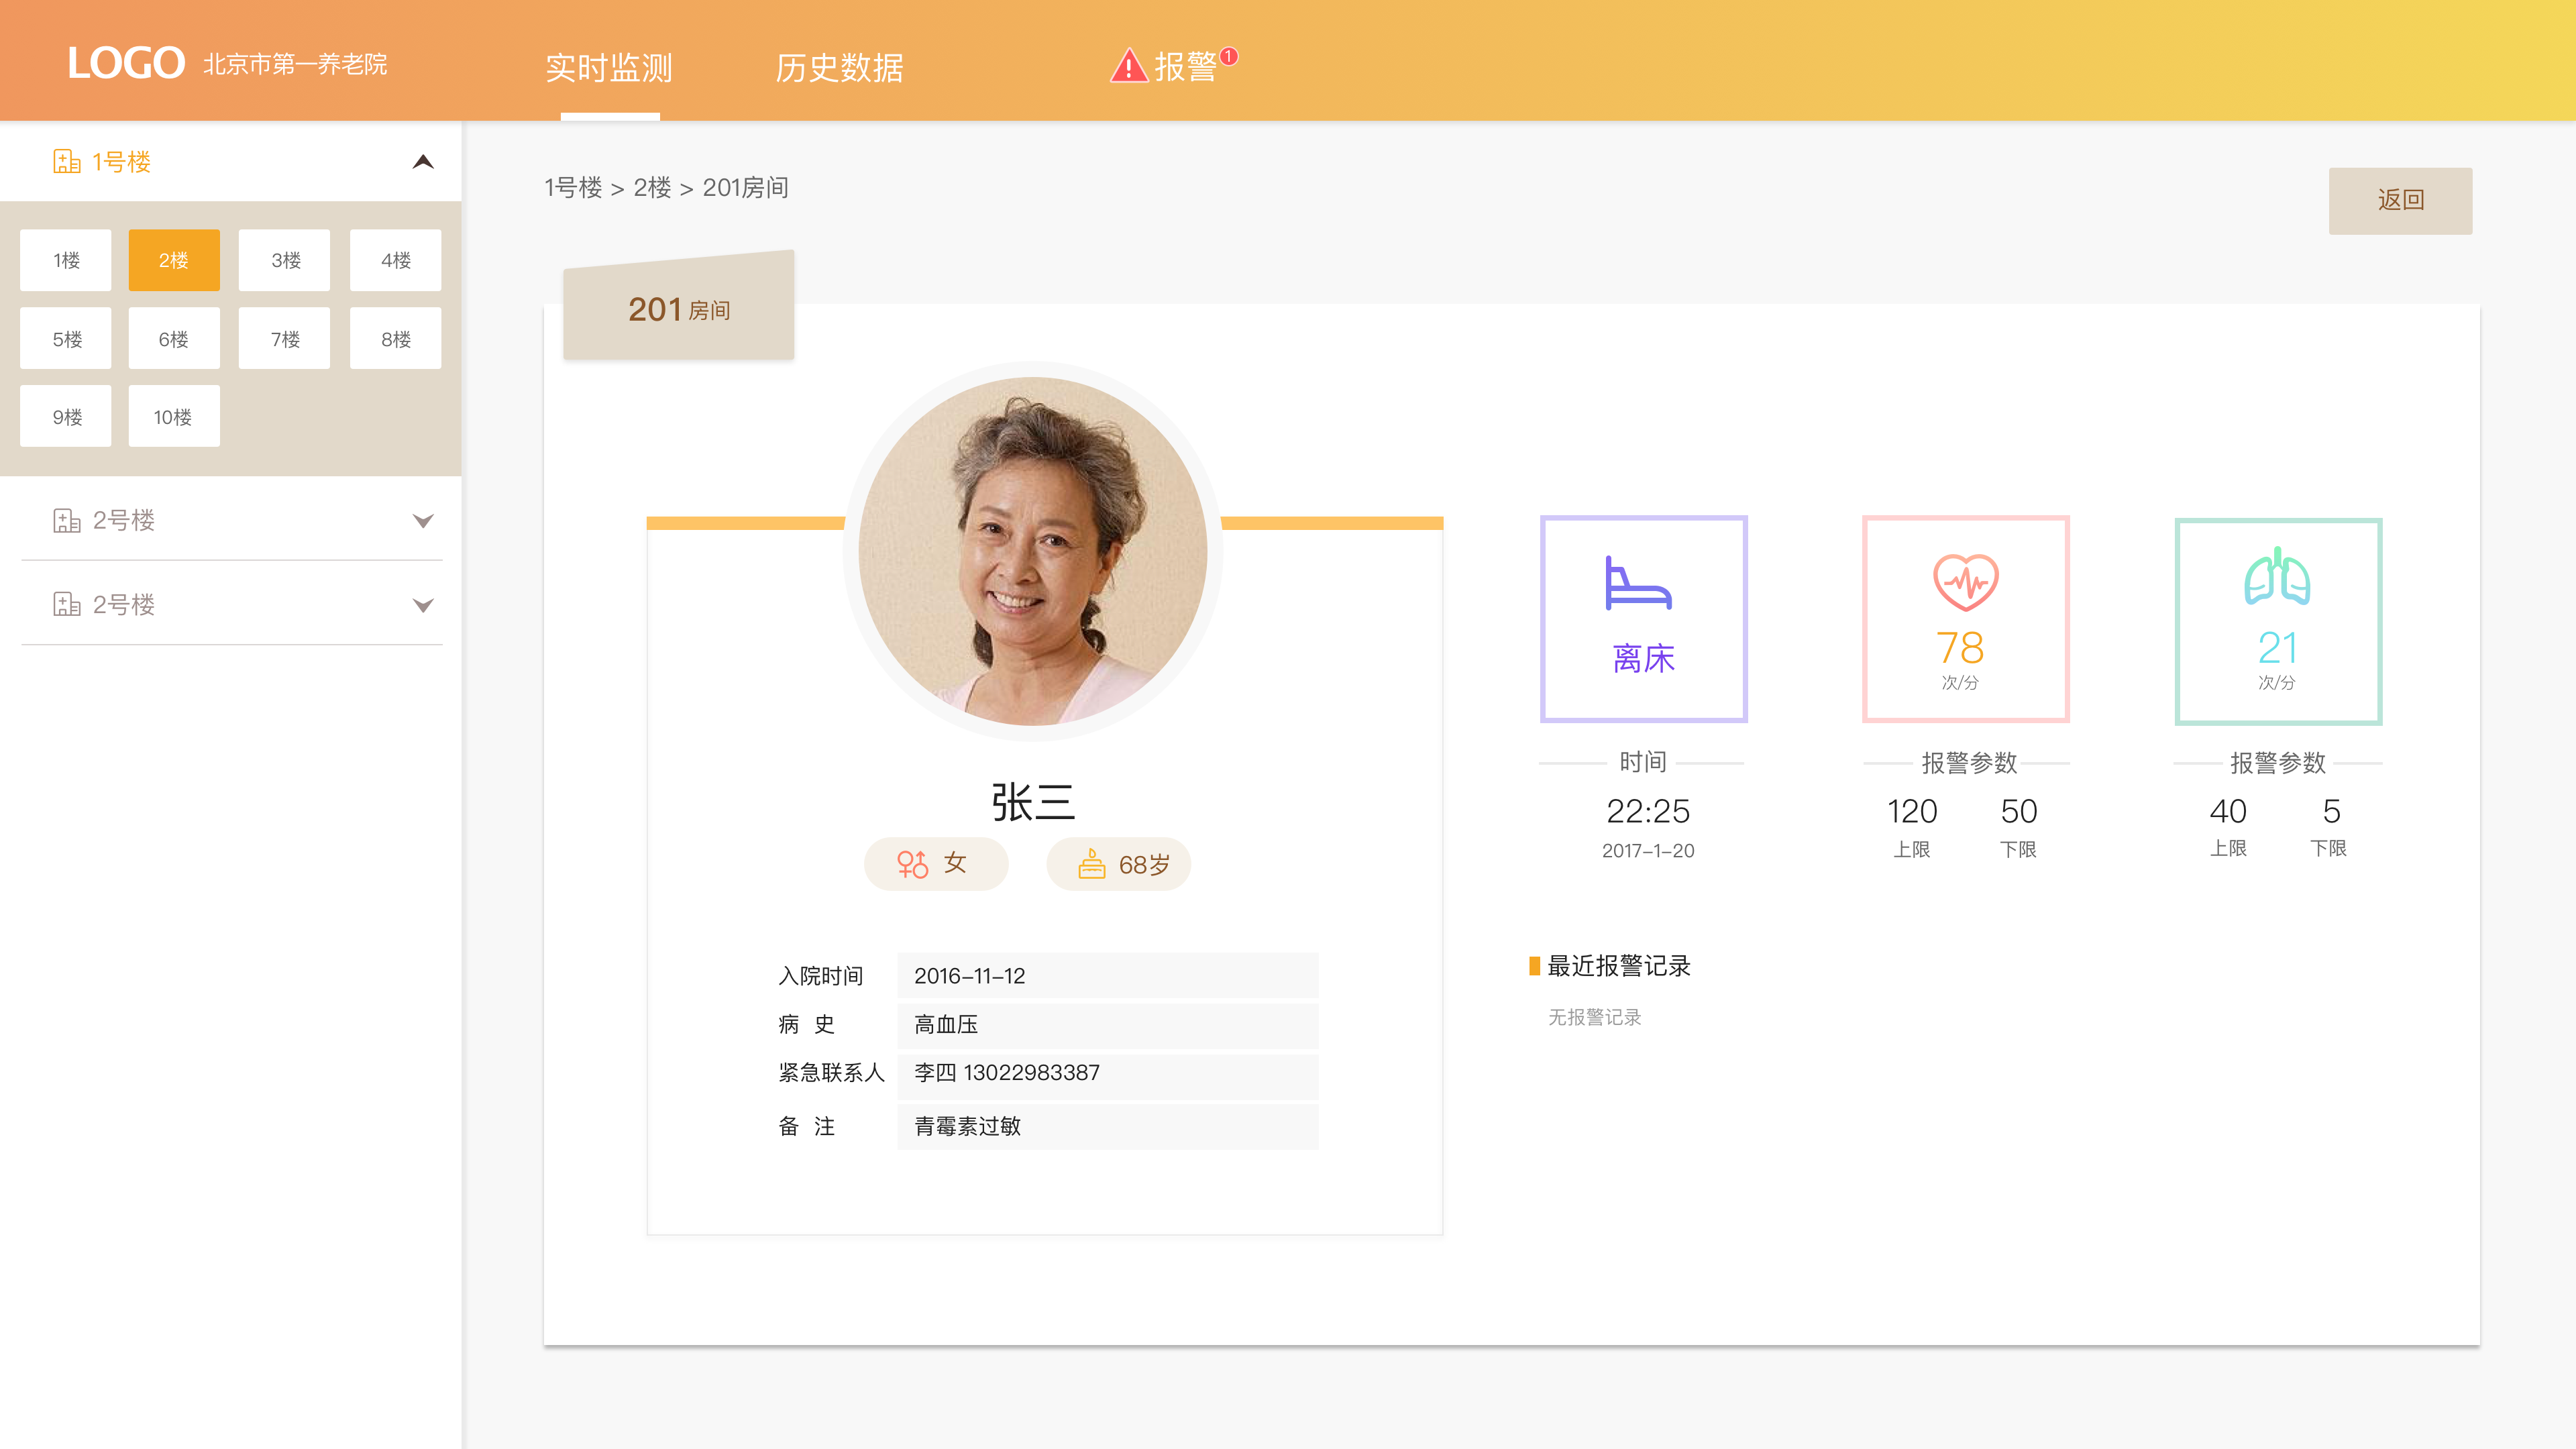 LOGO 北京市第一养老院 实时监测 历史数据 报警 1
1号楼
1楼 2楼 3楼 4楼
5楼 6楼 7楼 8楼
9楼 10楼
2号楼
2号楼
1号楼 > 2楼 > 201房间
返回
201 房间
张三
女 68岁
入院时间 2016-11-12
病 史 高血压
紧急联系人 李四 13022983387
备 注 青霉素过敏
离床
时间
22:25
2017-1-20
78
次/分
报警参数
120 50
上限 下限
21
次/分
报警参数
40 5
上限 下限
最近报警记录
无报警记录